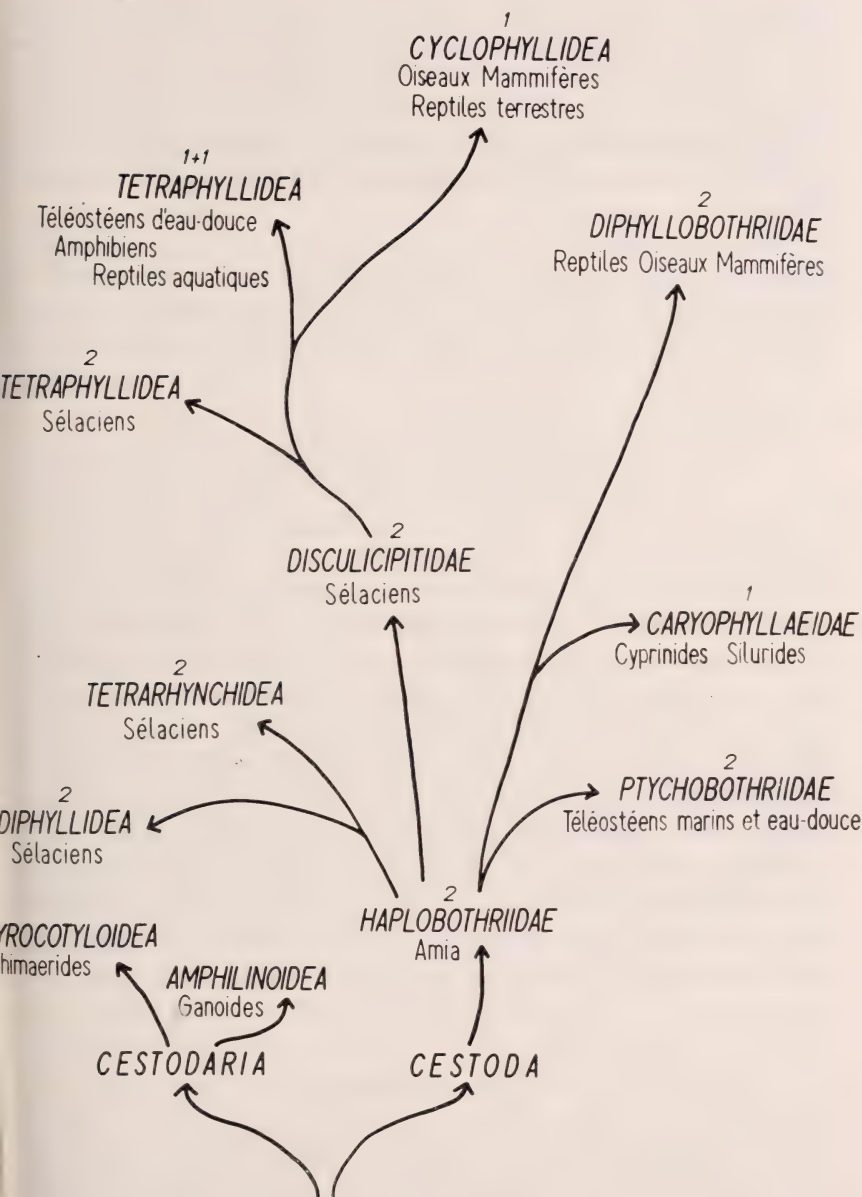 1
CYCLOPHYLLIDEA
Oiseaux Mammifères
Reptiles terrestres
1+1
TETRAPHYLLIDEA
Téléostéens d'eau-douce
Amphibiens
Reptiles aquatiques
2
DIPHYLLOBOTHRIIDAE
Reptiles Oiseaux Mammifères
2
TETRAPHYLLIDEA
Sélaciens
2
DISCULICIPITIDAE
Sélaciens
1
CARYOPHYLLAEIDAE
Cyprinides Silurides
2
TETRARHYNCHIDEA
Sélaciens
2
PTYCHOBOTHRIIDAE
Téléostéens marins et eau-douce
2
DIPHYLLIDEA
Sélaciens
2
HAPLOBOTHRIIDAE
Amia
YROCOTYLOIDEA
himaerides
AMPHILINOIDEA
Ganoides
CESTODARIA
CESTODA